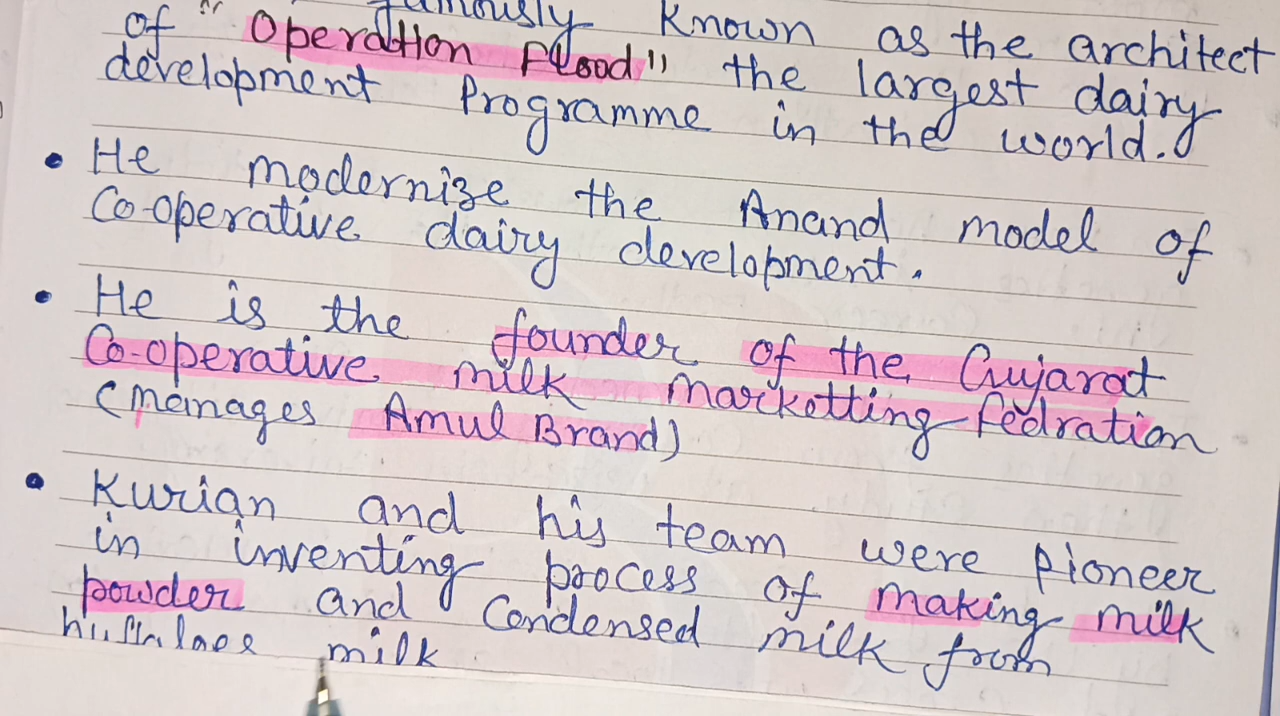 famously known as the architect
of "Operation Flood" the largest dairy
development Programme in the world.
• He modernize the Anand model of
Co-operative dairy development.
• He is the founder of the Gujarat
Co-operative milk Marketting fedration
(manages Amul Brand)
• Kurian and his team were pioneer
in inventing process of making milk
powder and Condensed milk from
milk